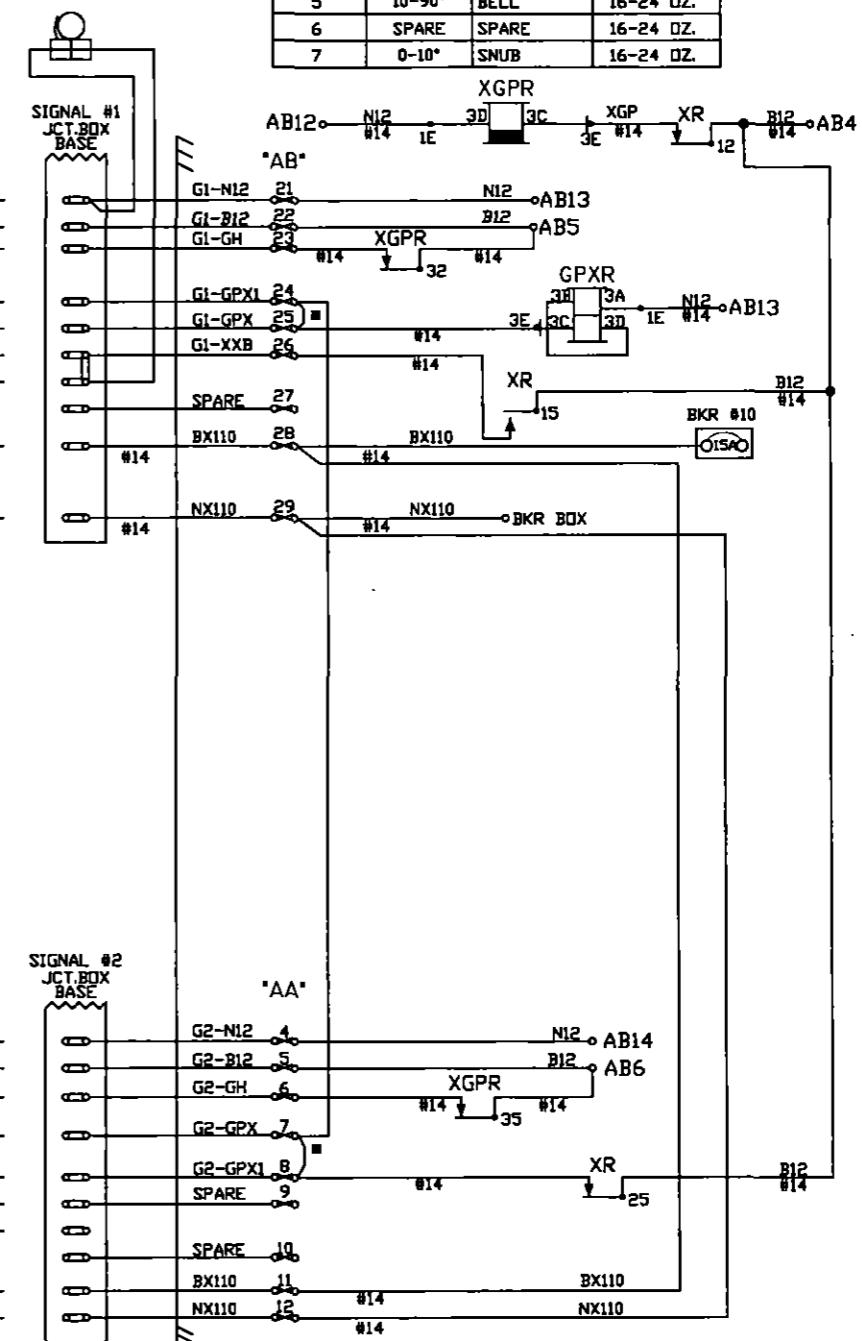 5 10-90° BELL 16-24 OZ.
6 SPARE SPARE 16-24 OZ.
7 0-10° SNUB 16-24 OZ.
XGPR
AB12 N12 #14 1E 3D 3C 3E XGP #14 XR 12 B12 #14 AB4
SIGNAL #1
JCT.BOX
BASE
"AB"
G1-N12 21 N12 AB13
G1-B12 22 B12 AB5
G1-GH 23 #14 XGPR 32 #14
GPXR
G1-GPX1 24 3B 3A 1E N12 #14 AB13
G1-GPX 25 #14 3E 3C 3D
G1-XXB 26 #14 XR 15 B12 #14
SPARE 27
BKR #10
#14 BX110 28 #14 BX110 15A
#14 NX110 29 #14 NX110 BKR BOX
SIGNAL #2
JCT.BOX
BASE
"AA"
G2-N12 4 N12 AB14
G2-B12 5 B12 AB6
G2-GH 6 #14 XGPR 35 #14
G2-GPX 7
G2-GPX1 8 #14 XR 25 B12 #14
SPARE 9
SPARE 10
BX110 11 #14 BX110
NX110 12 #14 NX110